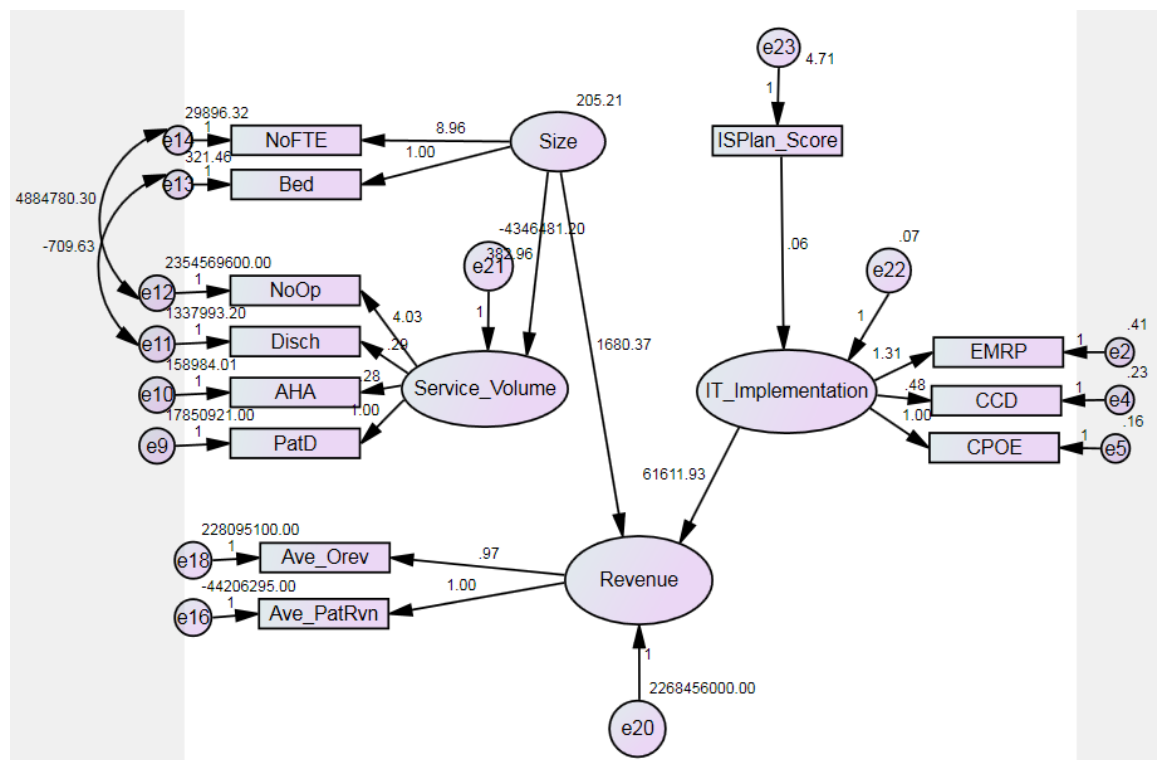 e23
4.71
1
ISPlan_Score
205.21
Size
29896.32
e14
1
NoFTE
8.96
321.46
e13
1
Bed
1.00
4884780.30
-709.63
-4346481.20
382.96
e21
1
.06
.07
e22
1
2354569600.00
e12
1
NoOp
4.03
1337993.20
e11
1
Disch
.29
158984.01
e10
1
AHA
.28
17850921.00
e9
1
PatD
1.00
Service_Volume
1680.37
IT_Implementation
1.31
EMRP
1
.41
e2
.48
CCD
1
.23
e4
1.00
CPOE
1
.16
e5
61611.93
228095100.00
e18
1
Ave_Orev
.97
-44206295.00
e16
1
Ave_PatRvn
1.00
Revenue
1
2268456000.00
e20